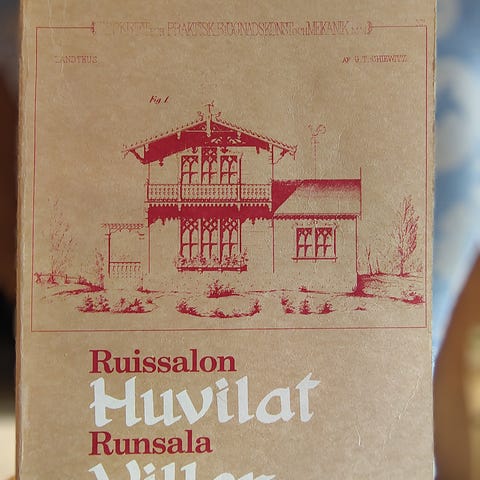 PRAKTISK BYGGNADSKONST och MEKANIK
LANDTHUS AF G. T. CHIEWITZ
Fig. 1.
Ruissalon
Huvilat
Runsala